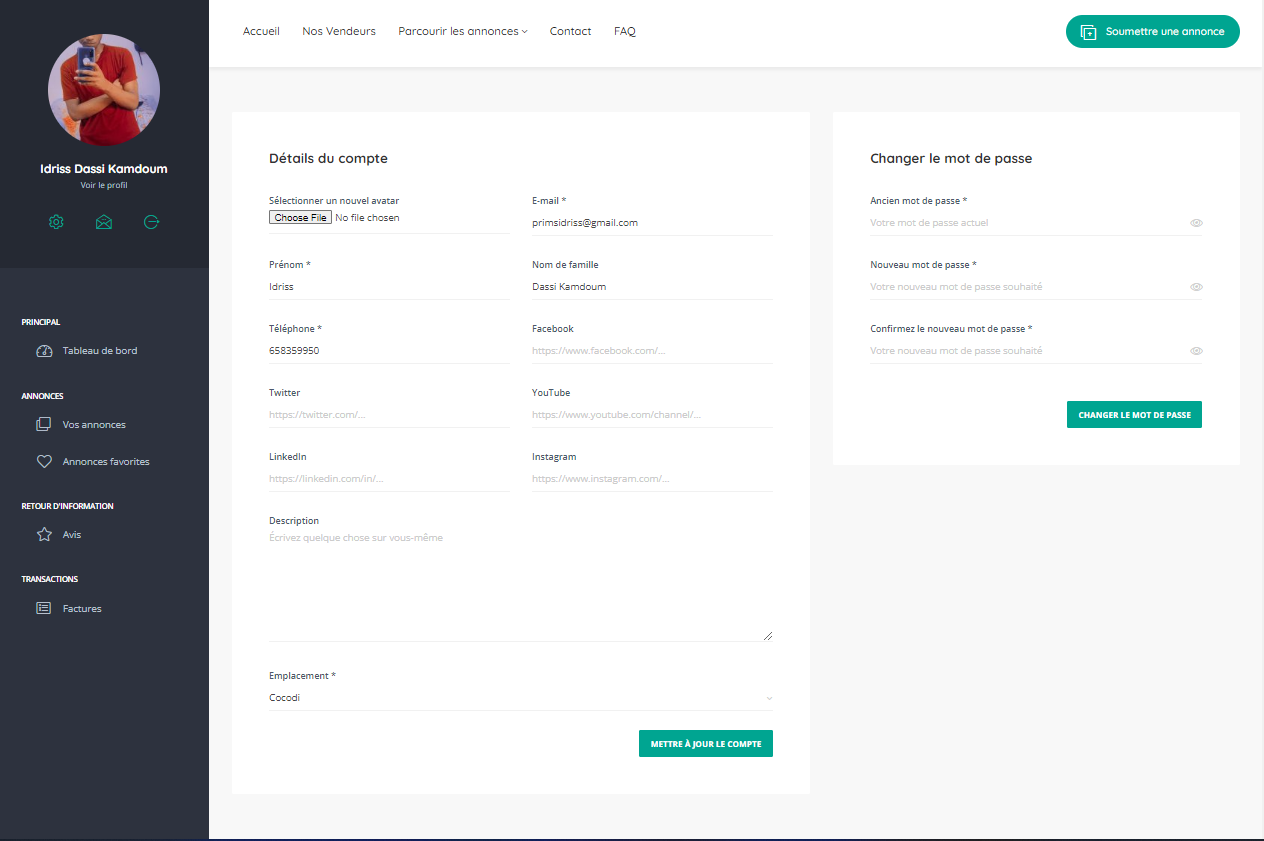 Idriss Dassi Kamdoum
Voir le profil
PRINCIPAL
Tableau de bord
ANNONCES
Vos annonces
Annonces favorites
RETOUR D'INFORMATION
Avis
TRANSACTIONS
Factures
Accueil Nos Vendeurs Parcourir les annonces Contact FAQ Soumettre une annonce
Détails du compte
Sélectionner un nouvel avatar
Choose File No file chosen
E-mail *
primsidriss@gmail.com
Prénom *
Idriss
Nom de famille
Dassi Kamdoum
Téléphone *
658359950
Facebook
https://www.facebook.com/...
Twitter
https://twitter.com/...
YouTube
https://www.youtube.com/channel/...
LinkedIn
https://linkedin.com/in/...
Instagram
https://www.instagram.com/...
Description
Écrivez quelque chose sur vous-même
Emplacement *
Cocodi
METTRE À JOUR LE COMPTE
Changer le mot de passe
Ancien mot de passe *
Votre mot de passe actuel
Nouveau mot de passe *
Votre nouveau mot de passe souhaité
Confirmez le nouveau mot de passe *
Votre nouveau mot de passe souhaité
CHANGER LE MOT DE PASSE